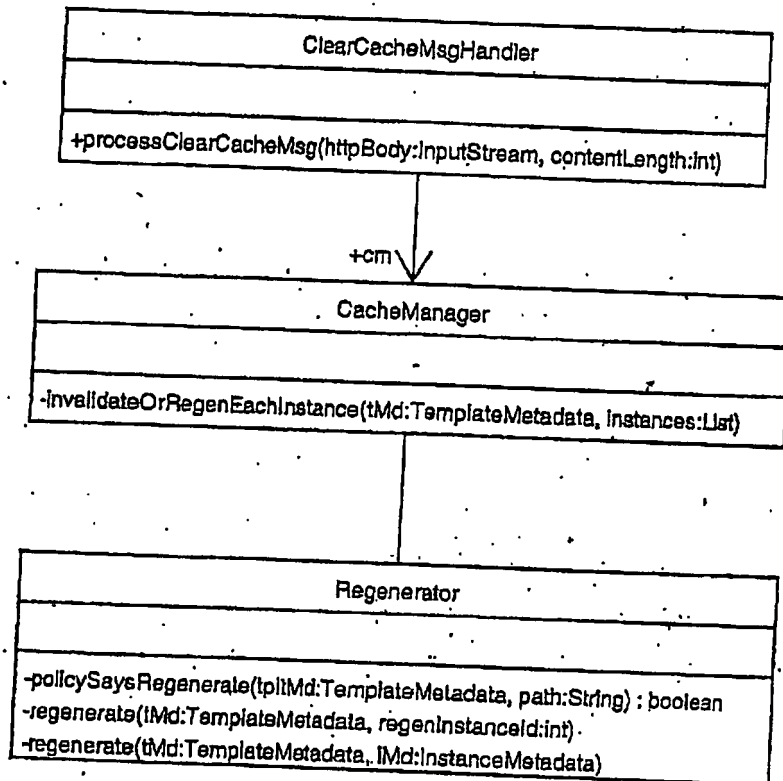 ClearCacheMsgHandler
+processClearCacheMsg(httpBody:InputStream, contentLength:int)
+cm
CacheManager
-invalidateOrRegenEachInstance(tMd:TemplateMetadata, instances:List)
Regenerator
-policySaysRegenerate(tpltMd:TemplateMetadata, path:String) : boolean
-regenerate(tMd:TemplateMetadata, regenInstanceId:int)
-regenerate(tMd:TemplateMetadata, iMd:InstanceMetadata)